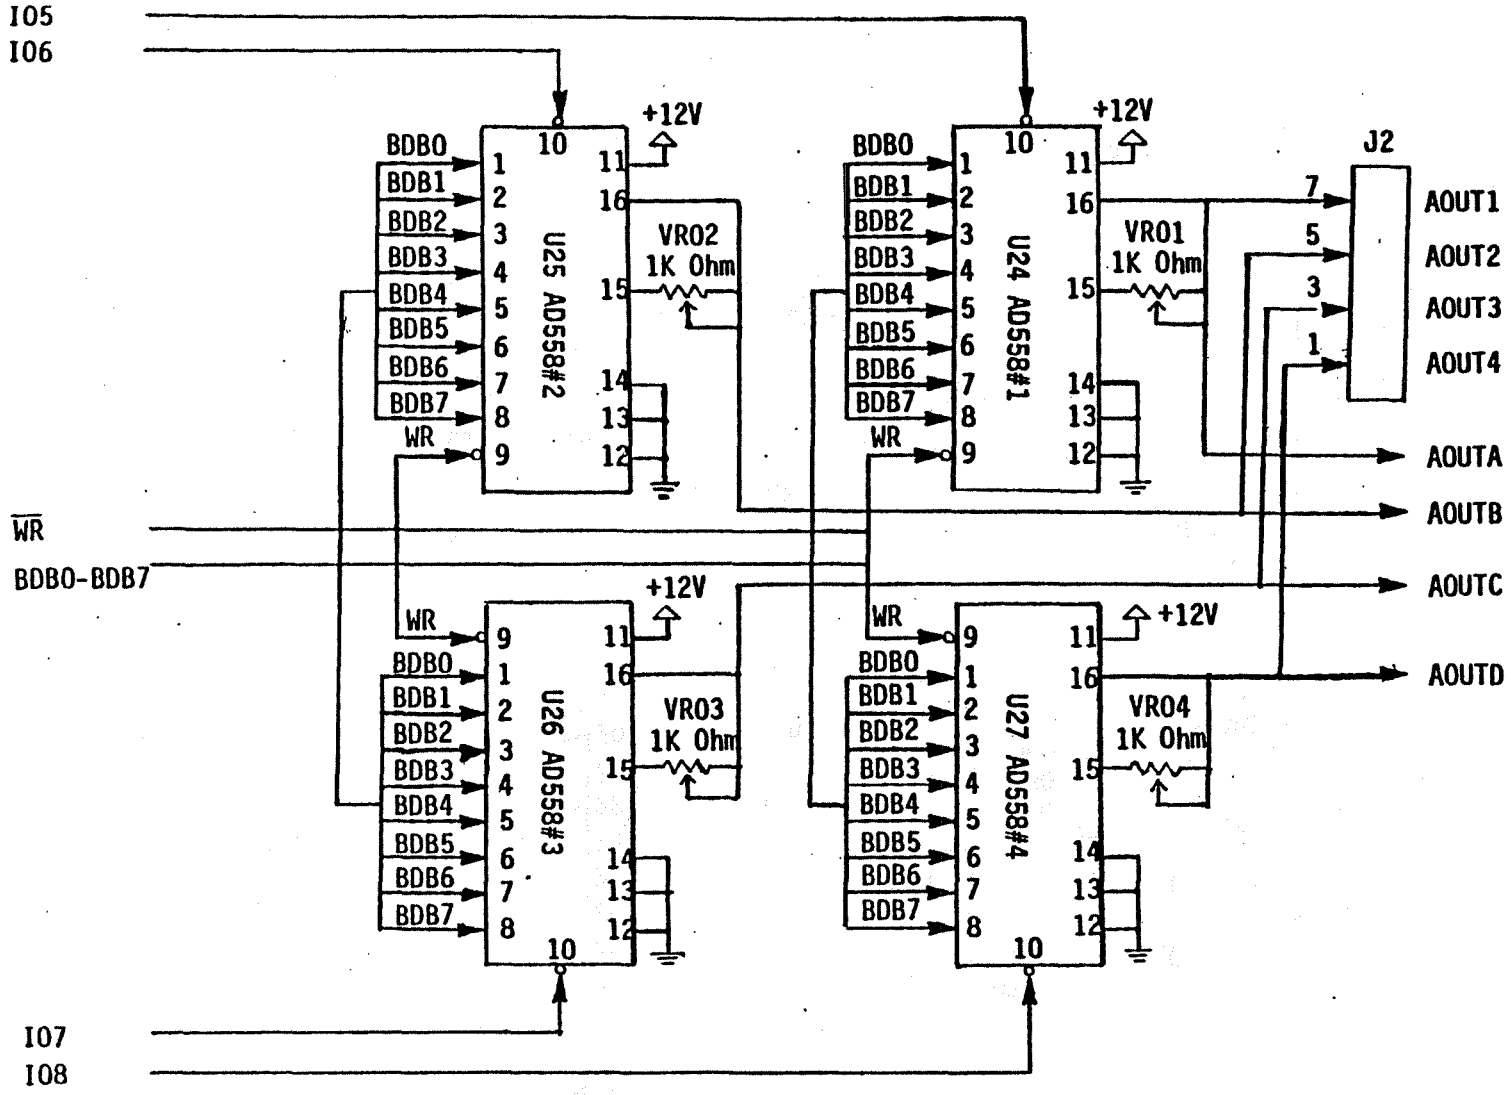 IO5
IO6
+12V
+12V
J2
10
BDB0
BDB1
BDB2
BDB3
BDB4
BDB5
BDB6
BDB7
WR
1
2
3
4
5
6
7
8
9
U25 AD558#2
11
16
15
14
13
12
VR02
1K Ohm
10
BDB0
BDB1
BDB2
BDB3
BDB4
BDB5
BDB6
BDB7
WR
1
2
3
4
5
6
7
8
9
U24 AD558#1
11
16
15
14
13
12
VR01
1K Ohm
7
5
3
1
AOUT1
AOUT2
AOUT3
AOUT4
AOUTA
AOUTB
AOUTC
AOUTD
WR
BDB0-BDB7
+12V
+12V
WR
BDB0
BDB1
BDB2
BDB3
BDB4
BDB5
BDB6
BDB7
9
1
2
3
4
5
6
7
8
10
U26 AD558#3
11
16
15
14
13
12
VR03
1K Ohm
WR
BDB0
BDB1
BDB2
BDB3
BDB4
BDB5
BDB6
BDB7
9
1
2
3
4
5
6
7
8
10
U27 AD558#4
11
16
15
14
13
12
VR04
1K Ohm
IO7
IO8